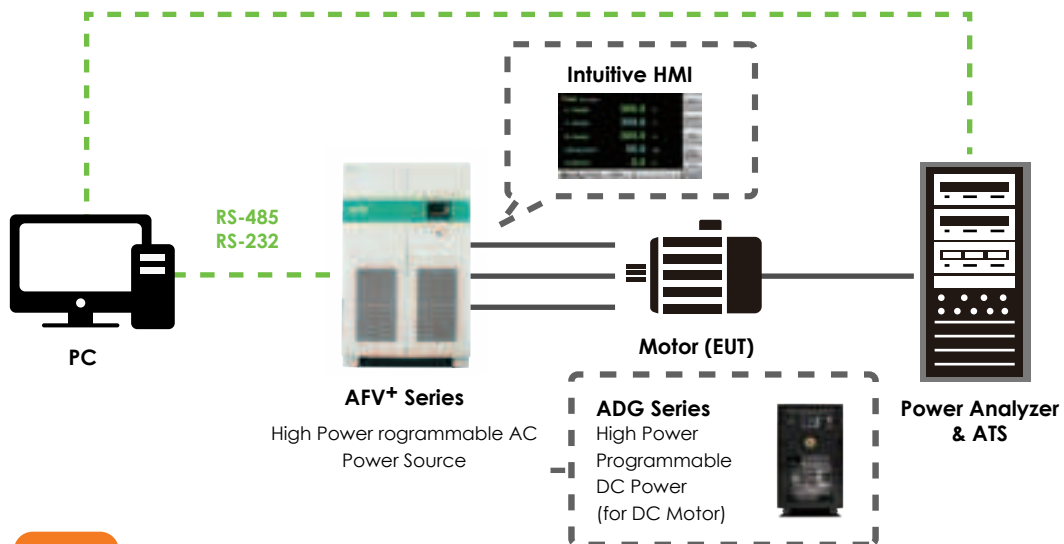 Intuitive HMI
RS-485
RS-232
PC
Motor (EUT)
AFV+ Series
High Power rogrammable AC
Power Source
ADG Series
High Power
Programmable
DC Power
(for DC Motor)
Power Analyzer
& ATS